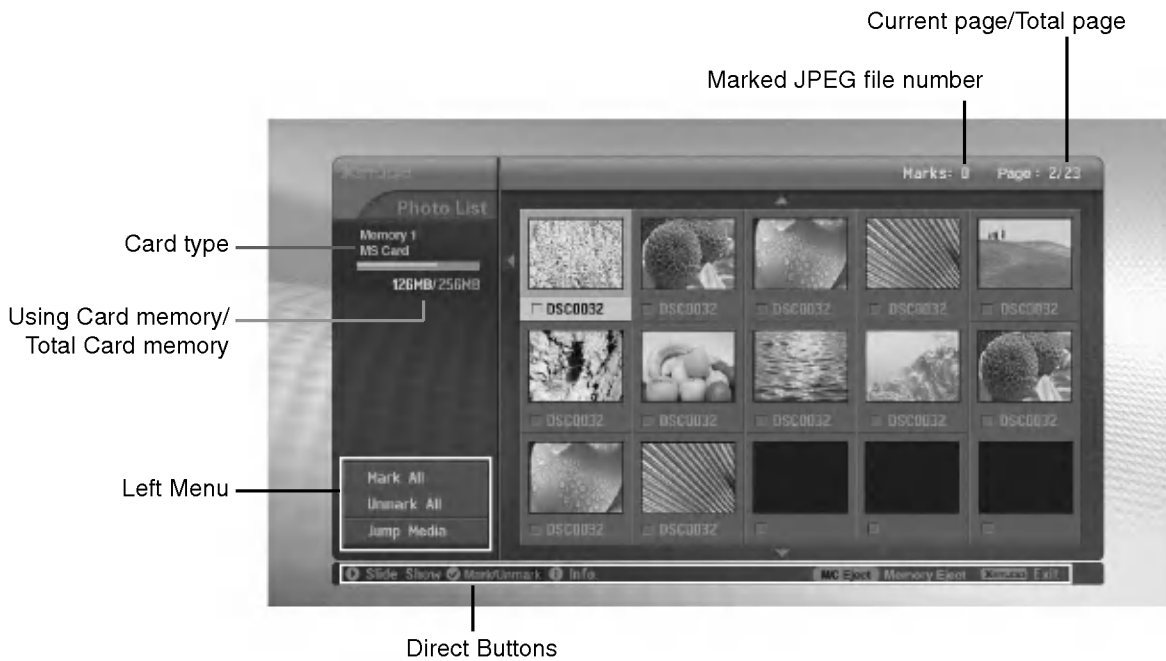 Current page/Total page
Marked JPEG file number
Marks: 0 Page : 2/23
Photo List
Card type
Memory 1
MS Card
126MB/256MB
Using Card memory/
Total Card memory
DSC0032 DSC0032 DSC0032 DSC0032 DSC0032
DSC0032 DSC0032 DSC0032 DSC0032 DSC0032
DSC0032 DSC0032
Left Menu
Mark All
Unmark All
Jump Media
Slide Show Mark/Unmark Info. M/C Eject Memory Eject Exit
Direct Buttons